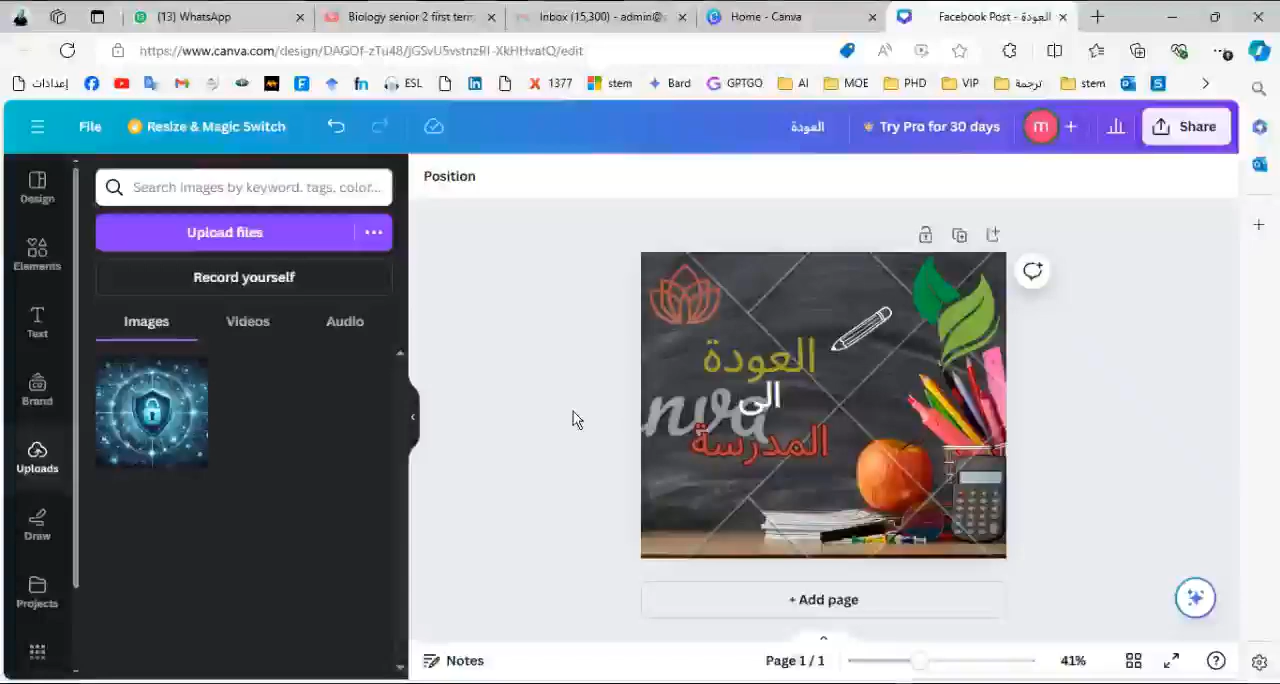 (13) WhatsApp
Biology senior 2 first term
Inbox (15,300) - admin@s
Home - Canva
Facebook Post - العودة
https://www.canva.com/design/DAGOf-zTu48/JGSvU5vstnzRI-XkHHvatQ/edit
إعدادات
ESL
1377
stem
Bard
GPTGO
AI
MOE
PHD
VIP
ترجمة
stem
File
Resize & Magic Switch
العودة
Try Pro for 30 days
m
Share
Design
Elements
Text
Brand
Uploads
Draw
Projects
Search images by keyword, tags, color...
Upload files
Record yourself
Images
Videos
Audio
Position
العودة
الى
المدرسة
+ Add page
Notes
Page 1 / 1
41%